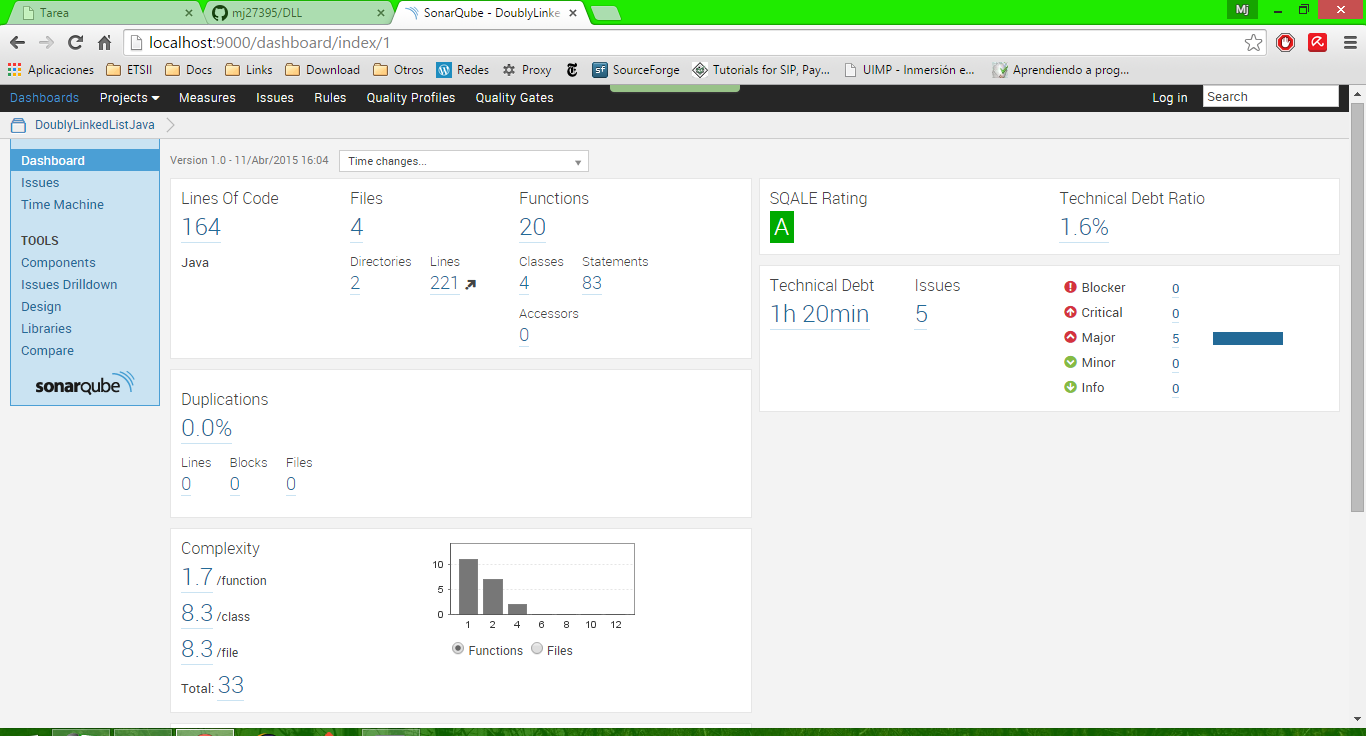 Tarea
mj27395/DLL
SonarQube - DoublyLinke
Mj
localhost:9000/dashboard/index/1
Aplicaciones ETSII Docs Links Download Otros Redes Proxy SourceForge Tutorials for SIP, Pay... UIMP - Inmersión e... Aprendiendo a prog...
Dashboards Projects Measures Issues Rules Quality Profiles Quality Gates Log in Search
DoublyLinkedListJava
Dashboard
Issues
Time Machine
TOOLS
Components
Issues Drilldown
Design
Libraries
Compare
sonarqube
Version 1.0 - 11/Abr/2015 16:04 Time changes...
Lines Of Code Files Functions
164 4 20
Java
Directories Lines Classes Statements
2 221 4 83
Accessors
0
Duplications
0.0%
Lines Blocks Files
0 0 0
Complexity
1.7 /function
8.3 /class
8.3 /file
Total: 33
10
5
0
1 2 4 6 8 10 12
Functions Files
SQALE Rating Technical Debt Ratio
A 1.6%
Technical Debt Issues
1h 20min 5
Blocker 0
Critical 0
Major 5
Minor 0
Info 0